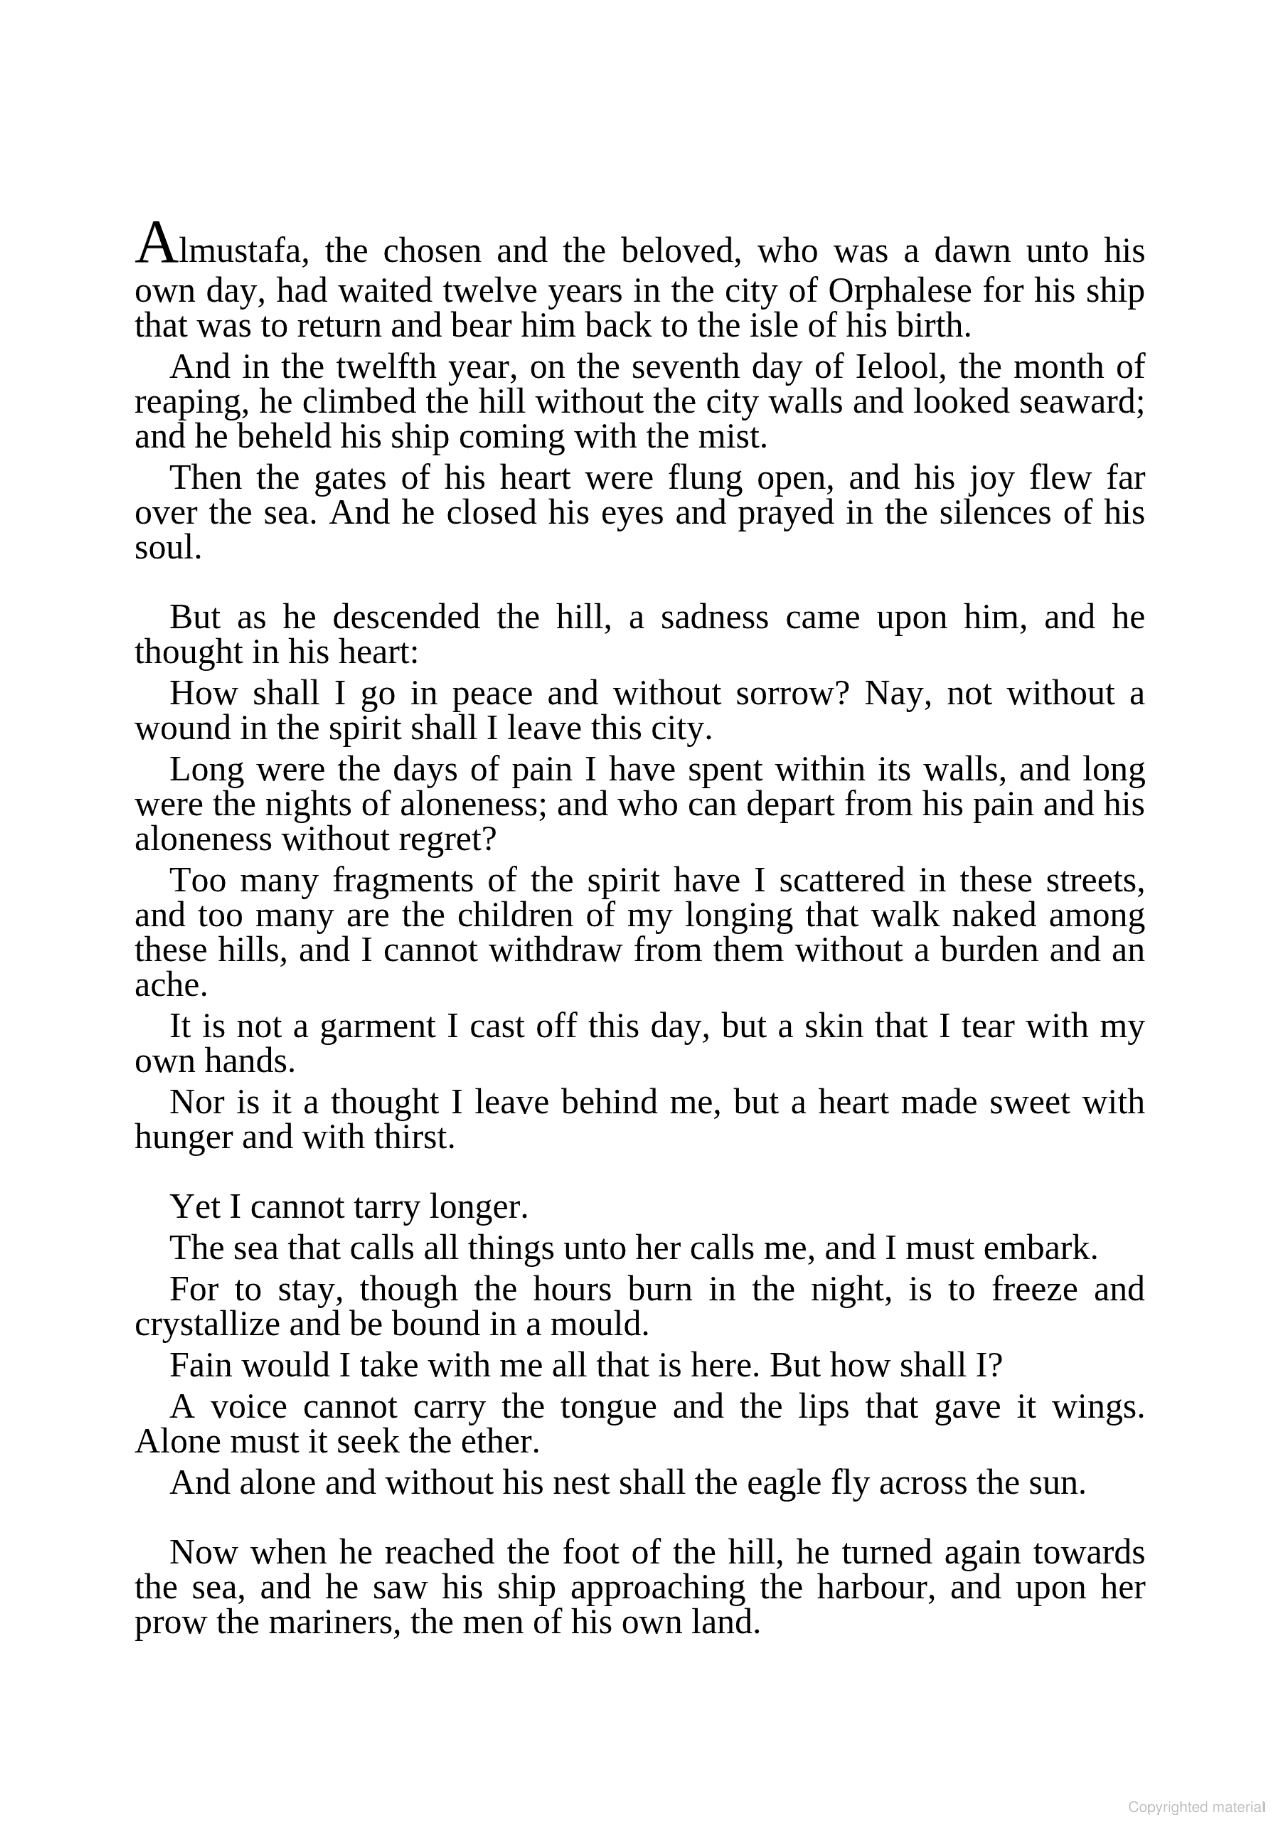 Almustafa, the chosen and the beloved, who was a dawn unto his
own day, had waited twelve years in the city of Orphalese for his ship
that was to return and bear him back to the isle of his birth.
And in the twelfth year, on the seventh day of Ielool, the month of
reaping, he climbed the hill without the city walls and looked seaward;
and he beheld his ship coming with the mist.
Then the gates of his heart were flung open, and his joy flew far
over the sea. And he closed his eyes and prayed in the silences of his
soul.
But as he descended the hill, a sadness came upon him, and he
thought in his heart:
How shall I go in peace and without sorrow? Nay, not without a
wound in the spirit shall I leave this city.
Long were the days of pain I have spent within its walls, and long
were the nights of aloneness; and who can depart from his pain and his
aloneness without regret?
Too many fragments of the spirit have I scattered in these streets,
and too many are the children of my longing that walk naked among
these hills, and I cannot withdraw from them without a burden and an
ache.
It is not a garment I cast off this day, but a skin that I tear with my
own hands.
Nor is it a thought I leave behind me, but a heart made sweet with
hunger and with thirst.
Yet I cannot tarry longer.
The sea that calls all things unto her calls me, and I must embark.
For to stay, though the hours burn in the night, is to freeze and
crystallize and be bound in a mould.
Fain would I take with me all that is here. But how shall I?
A voice cannot carry the tongue and the lips that gave it wings.
Alone must it seek the ether.
And alone and without his nest shall the eagle fly across the sun.
Now when he reached the foot of the hill, he turned again towards
the sea, and he saw his ship approaching the harbour, and upon her
prow the mariners, the men of his own land.
Copyrighted material